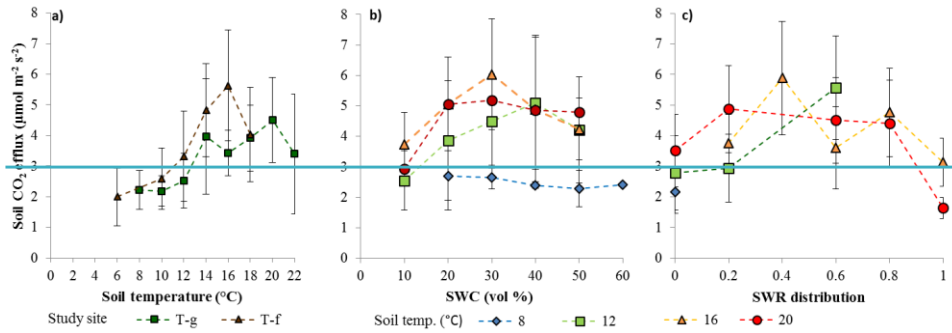 a)
b)
c)
Soil CO2 efflux (µmol m-2 s-2)
8
7
6
5
4
3
2
1
0
0 2 4 6 8 10 12 14 16 18 20 22
Soil temperature (°C)
8
7
6
5
4
3
2
1
0
0 10 20 30 40 50 60
SWC (vol %)
8
7
6
5
4
3
2
1
0
0 0.2 0.4 0.6 0.8 1
SWR distribution
Study site T-g T-f
Soil temp. (°C) 8 12 16 20